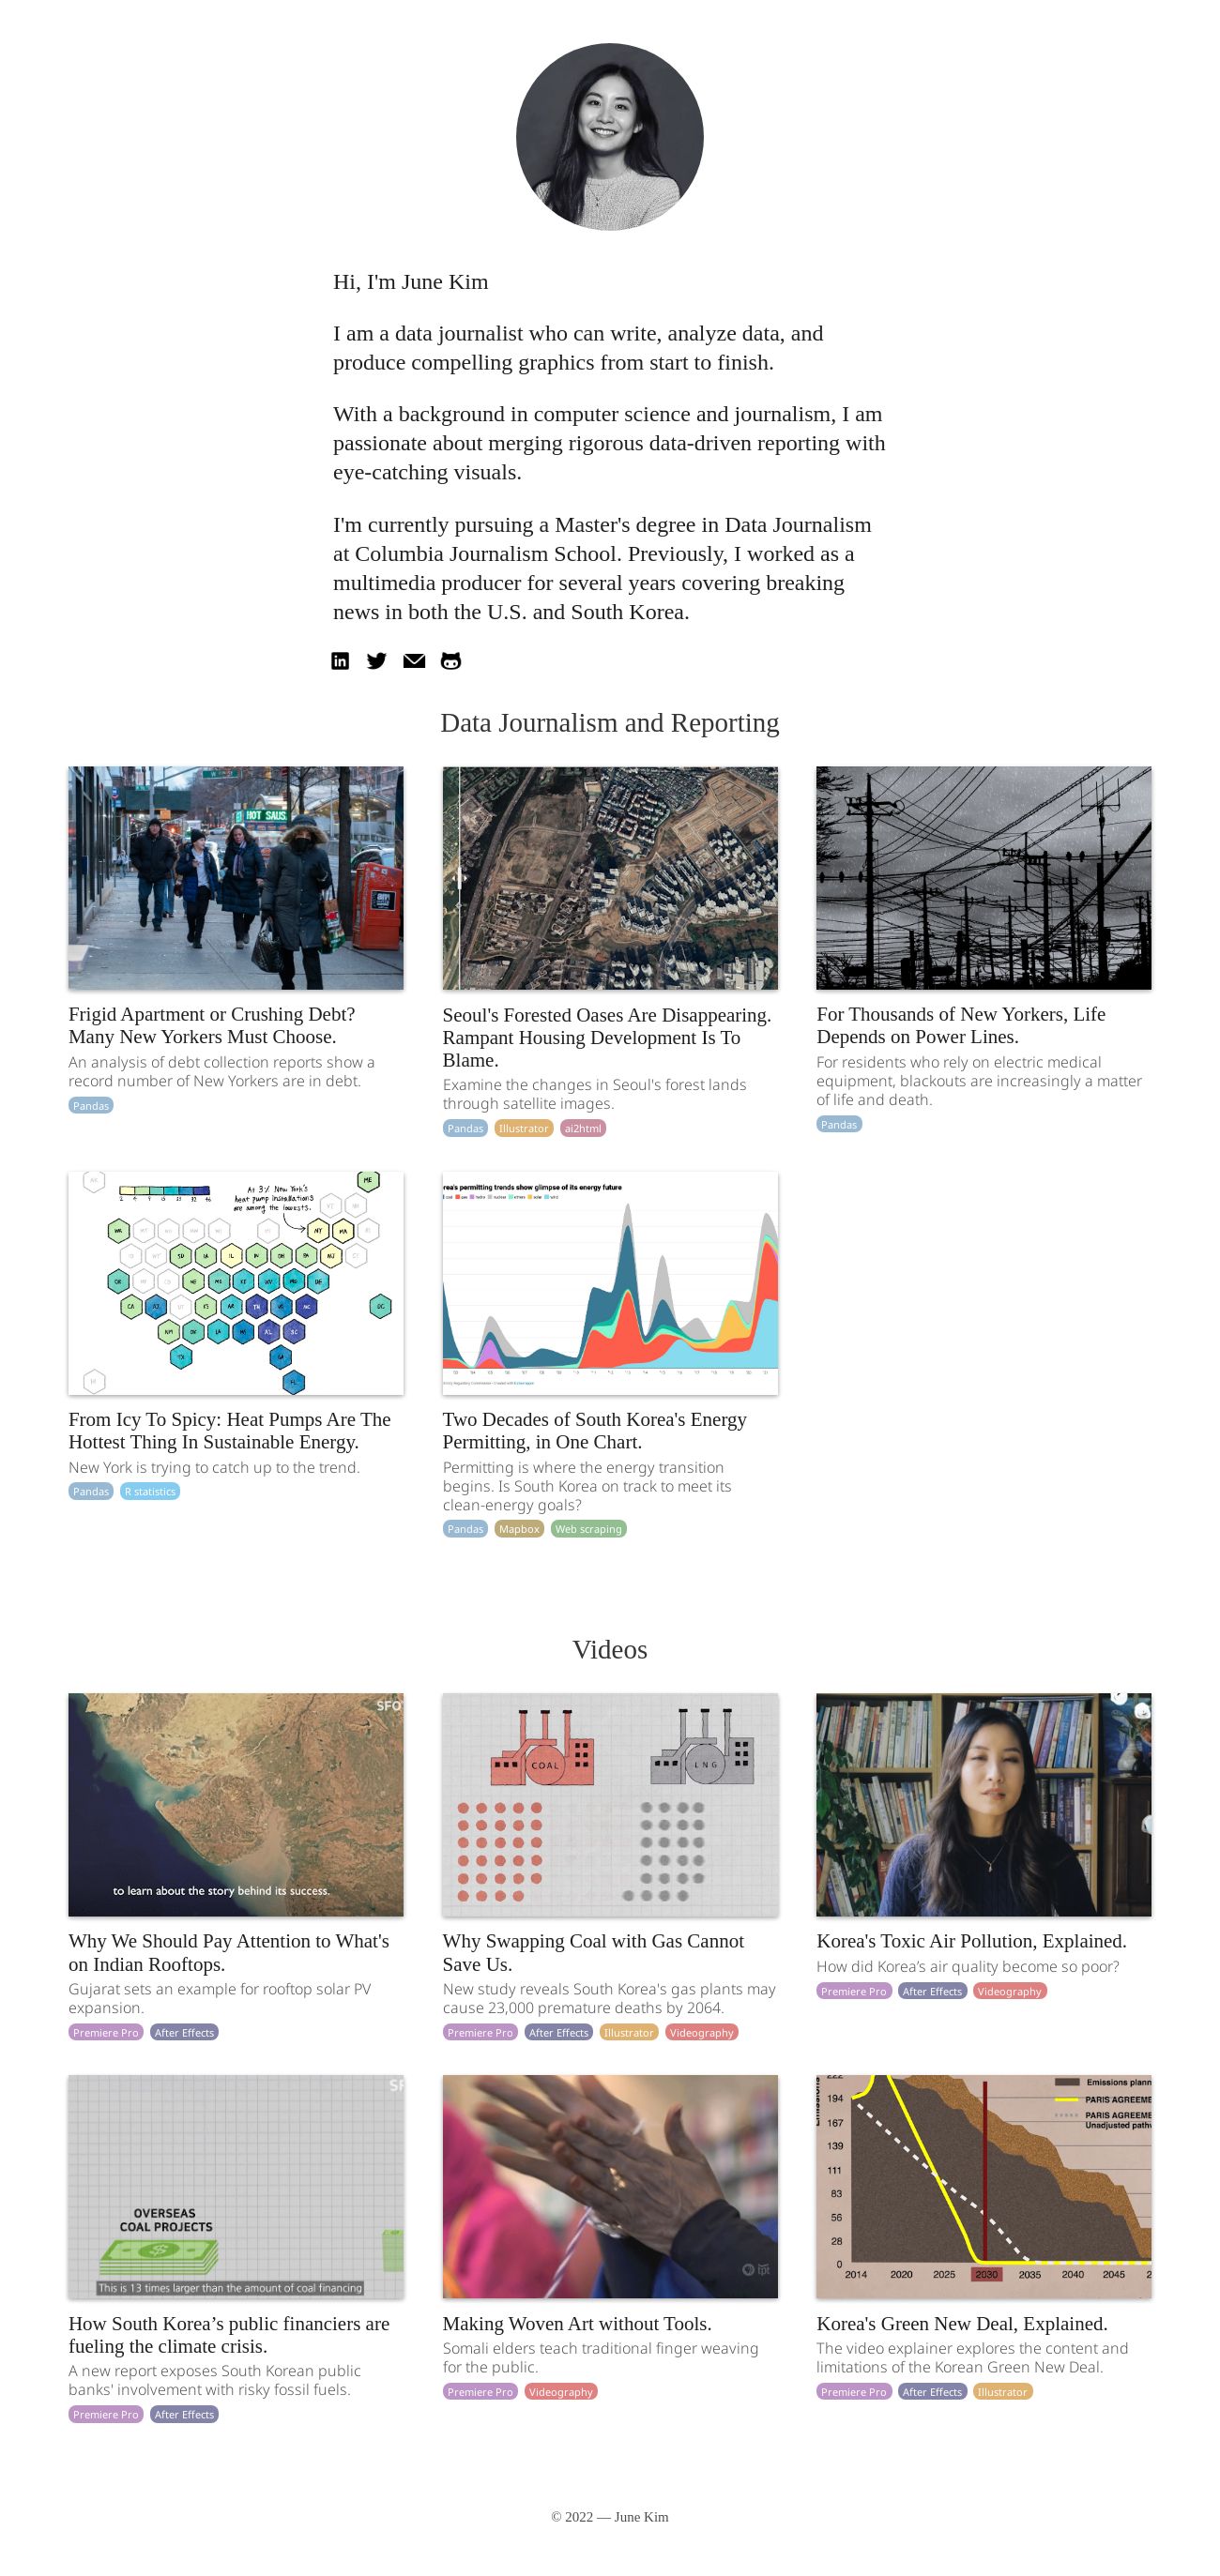 Hi, I'm June Kim
I am a data journalist who can write, analyze data, and
produce compelling graphics from start to finish.
With a background in computer science and journalism, I am
passionate about merging rigorous data-driven reporting with
eye-catching visuals.
I'm currently pursuing a Master's degree in Data Journalism
at Columbia Journalism School. Previously, I worked as a
multimedia producer for several years covering breaking
news in both the U.S. and South Korea.
Data Journalism and Reporting
HOT SAUS
Frigid Apartment or Crushing Debt?
Many New Yorkers Must Choose.
An analysis of debt collection reports show a
record number of New Yorkers are in debt.
Pandas
Seoul's Forested Oases Are Disappearing.
Rampant Housing Development Is To
Blame.
Examine the changes in Seoul's forest lands
through satellite images.
Pandas Illustrator ai2html
For Thousands of New Yorkers, Life
Depends on Power Lines.
For residents who rely on electric medical
equipment, blackouts are increasingly a matter
of life and death.
Pandas
At 3% New York's
heat pump installations
are among the lowests.
ME
NY MA
From Icy To Spicy: Heat Pumps Are The
Hottest Thing In Sustainable Energy.
New York is trying to catch up to the trend.
Pandas R statistics
rea's permitting trends show glimpse of its energy future
Two Decades of South Korea's Energy
Permitting, in One Chart.
Permitting is where the energy transition
begins. Is South Korea on track to meet its
clean-energy goals?
Pandas Mapbox Web scraping
Videos
SFO
to learn about the story behind its success.
Why We Should Pay Attention to What's
on Indian Rooftops.
Gujarat sets an example for rooftop solar PV
expansion.
Premiere Pro After Effects
COAL LNG
Why Swapping Coal with Gas Cannot
Save Us.
New study reveals South Korea's gas plants may
cause 23,000 premature deaths by 2064.
Premiere Pro After Effects Illustrator Videography
Korea's Toxic Air Pollution, Explained.
How did Korea’s air quality become so poor?
Premiere Pro After Effects Videography
SF
OVERSEAS
COAL PROJECTS
This is 13 times larger than the amount of coal financing
How South Korea’s public financiers are
fueling the climate crisis.
A new report exposes South Korean public
banks' involvement with risky fossil fuels.
Premiere Pro After Effects
PBS tpt
Making Woven Art without Tools.
Somali elders teach traditional finger weaving
for the public.
Premiere Pro Videography
Emissions plann
PARIS AGREEME
PARIS AGREEME
Unadjusted pathw
Emissions
222
194
167
139
111
83
56
28
0
2014 2020 2025 2030 2035 2040 2045 2
Korea's Green New Deal, Explained.
The video explainer explores the content and
limitations of the Korean Green New Deal.
Premiere Pro After Effects Illustrator
© 2022 — June Kim